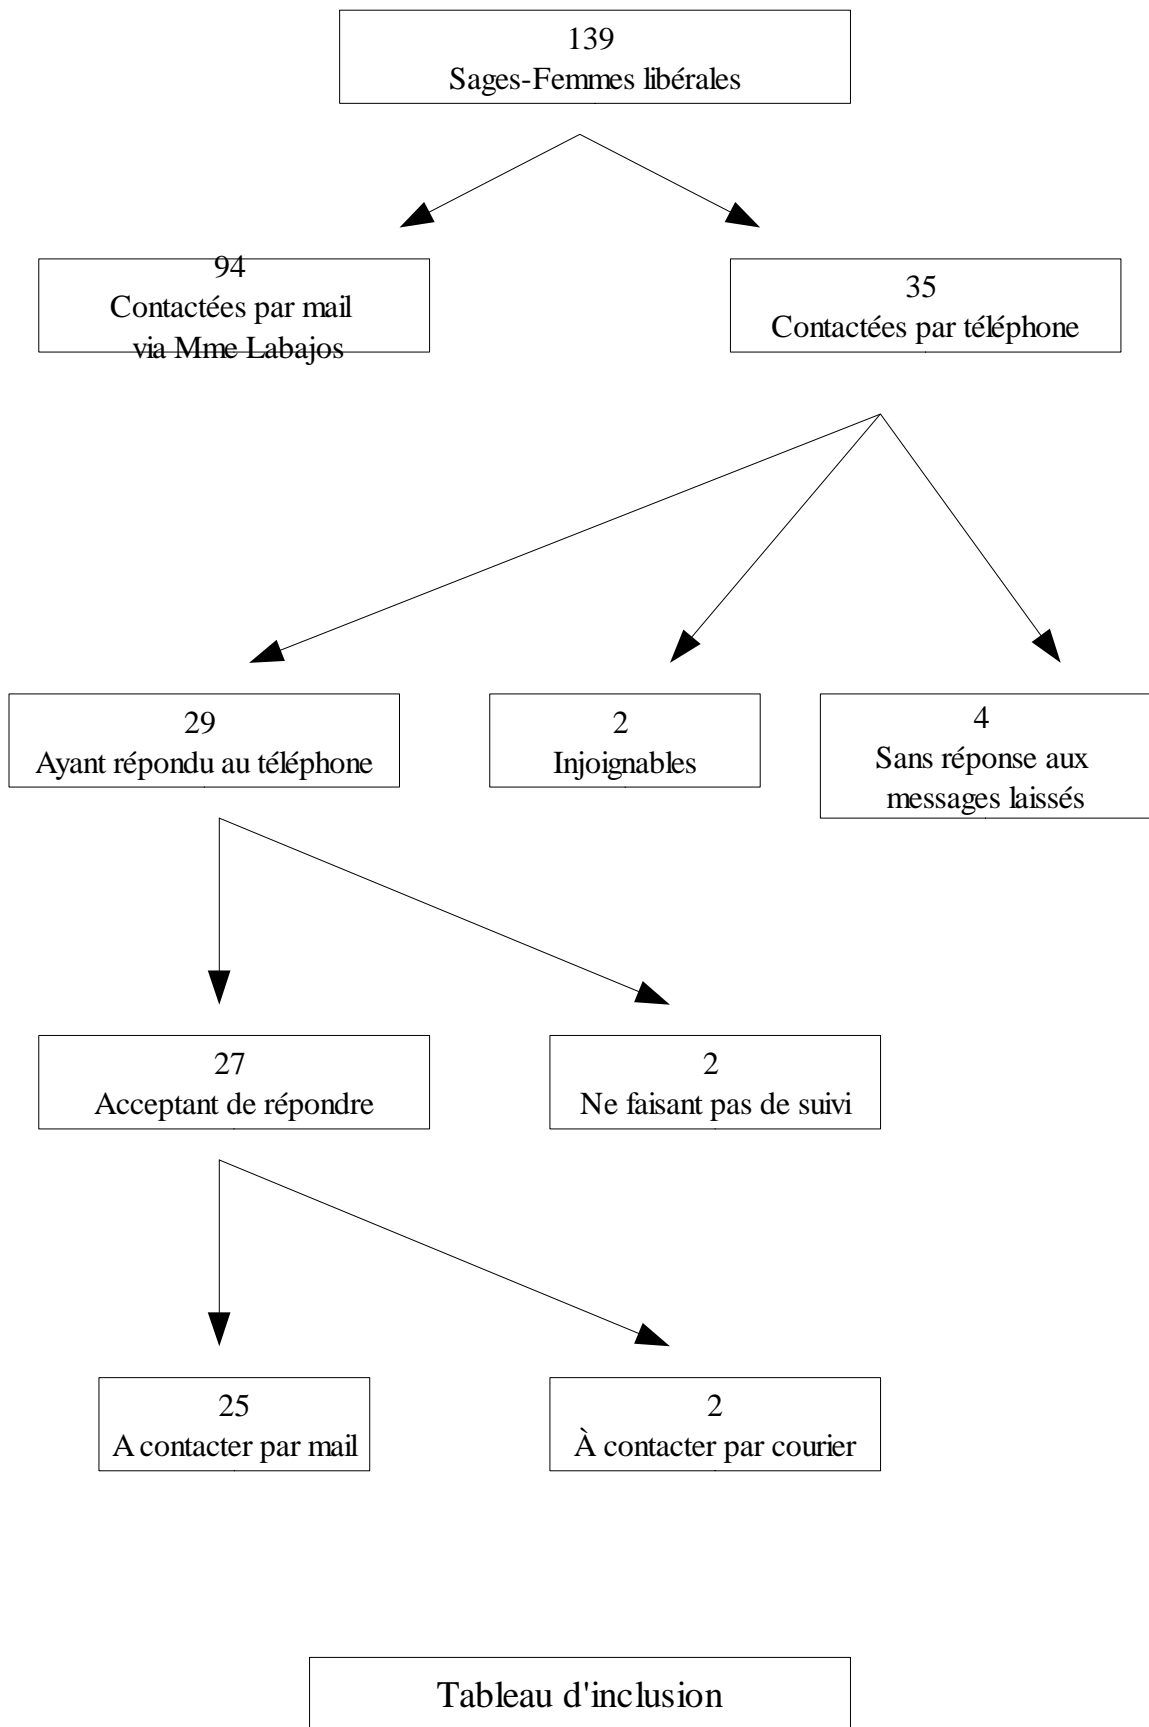 139
Sages-Femmes libérales
94
Contactées par mail
via Mme Labajos
35
Contactées par téléphone
29
Ayant répondu au téléphone
2
Injoignables
4
Sans réponse aux
messages laissés
27
Acceptant de répondre
2
Ne faisant pas de suivi
25
A contacter par mail
2
À contacter par courier
Tableau d'inclusion